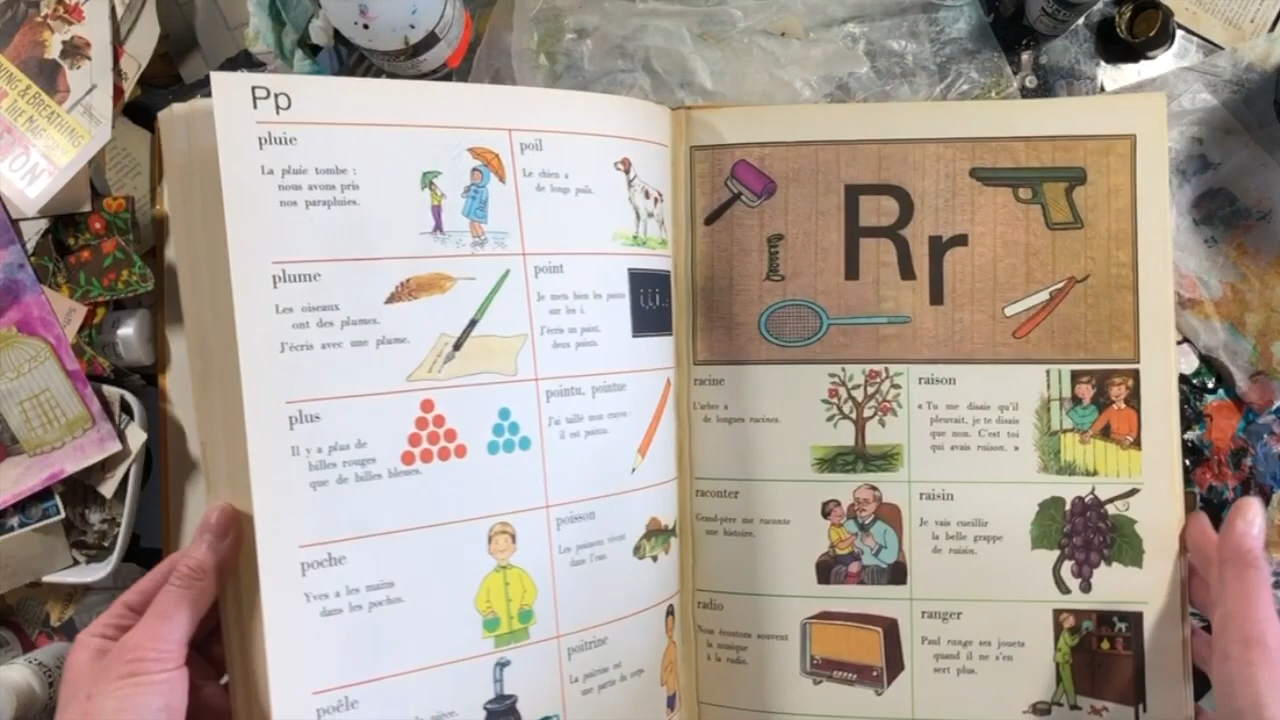 Pp
pluie
La pluie tombe :
nous avons pris
nos parapluies.
poil
Le chien a
de longs poils.
plume
Les oiseaux
ont des plumes.
J'écris avec une plume.
point
Je mets bien les points
sur les i.
J'écris un point,
deux points.
plus
Il y a plus de
billes rouges
que de billes bleues.
pointu, pointue
J'ai taillé mon crayon :
il est pointu.
poche
Yves a les mains
dans les poches.
poisson
Les poissons vivent
dans l'eau.
poêle
pièce.
poitrine
La poitrine est
une partie du corps.
Rr
racine
L'arbre a
de longues racines.
raison
« Tu me disais qu'il
pleuvait, je te disais
que non. C'est toi
qui avais raison. »
raconter
Grand-père me raconte
une histoire.
raisin
Je vais cueillir
la belle grappe
de raisin.
radio
Nous écoutons souvent
la musique
à la radio.
ranger
Paul range ses jouets
quand il ne s'en
sert plus.
& BREATHING
THE MAGICIAN